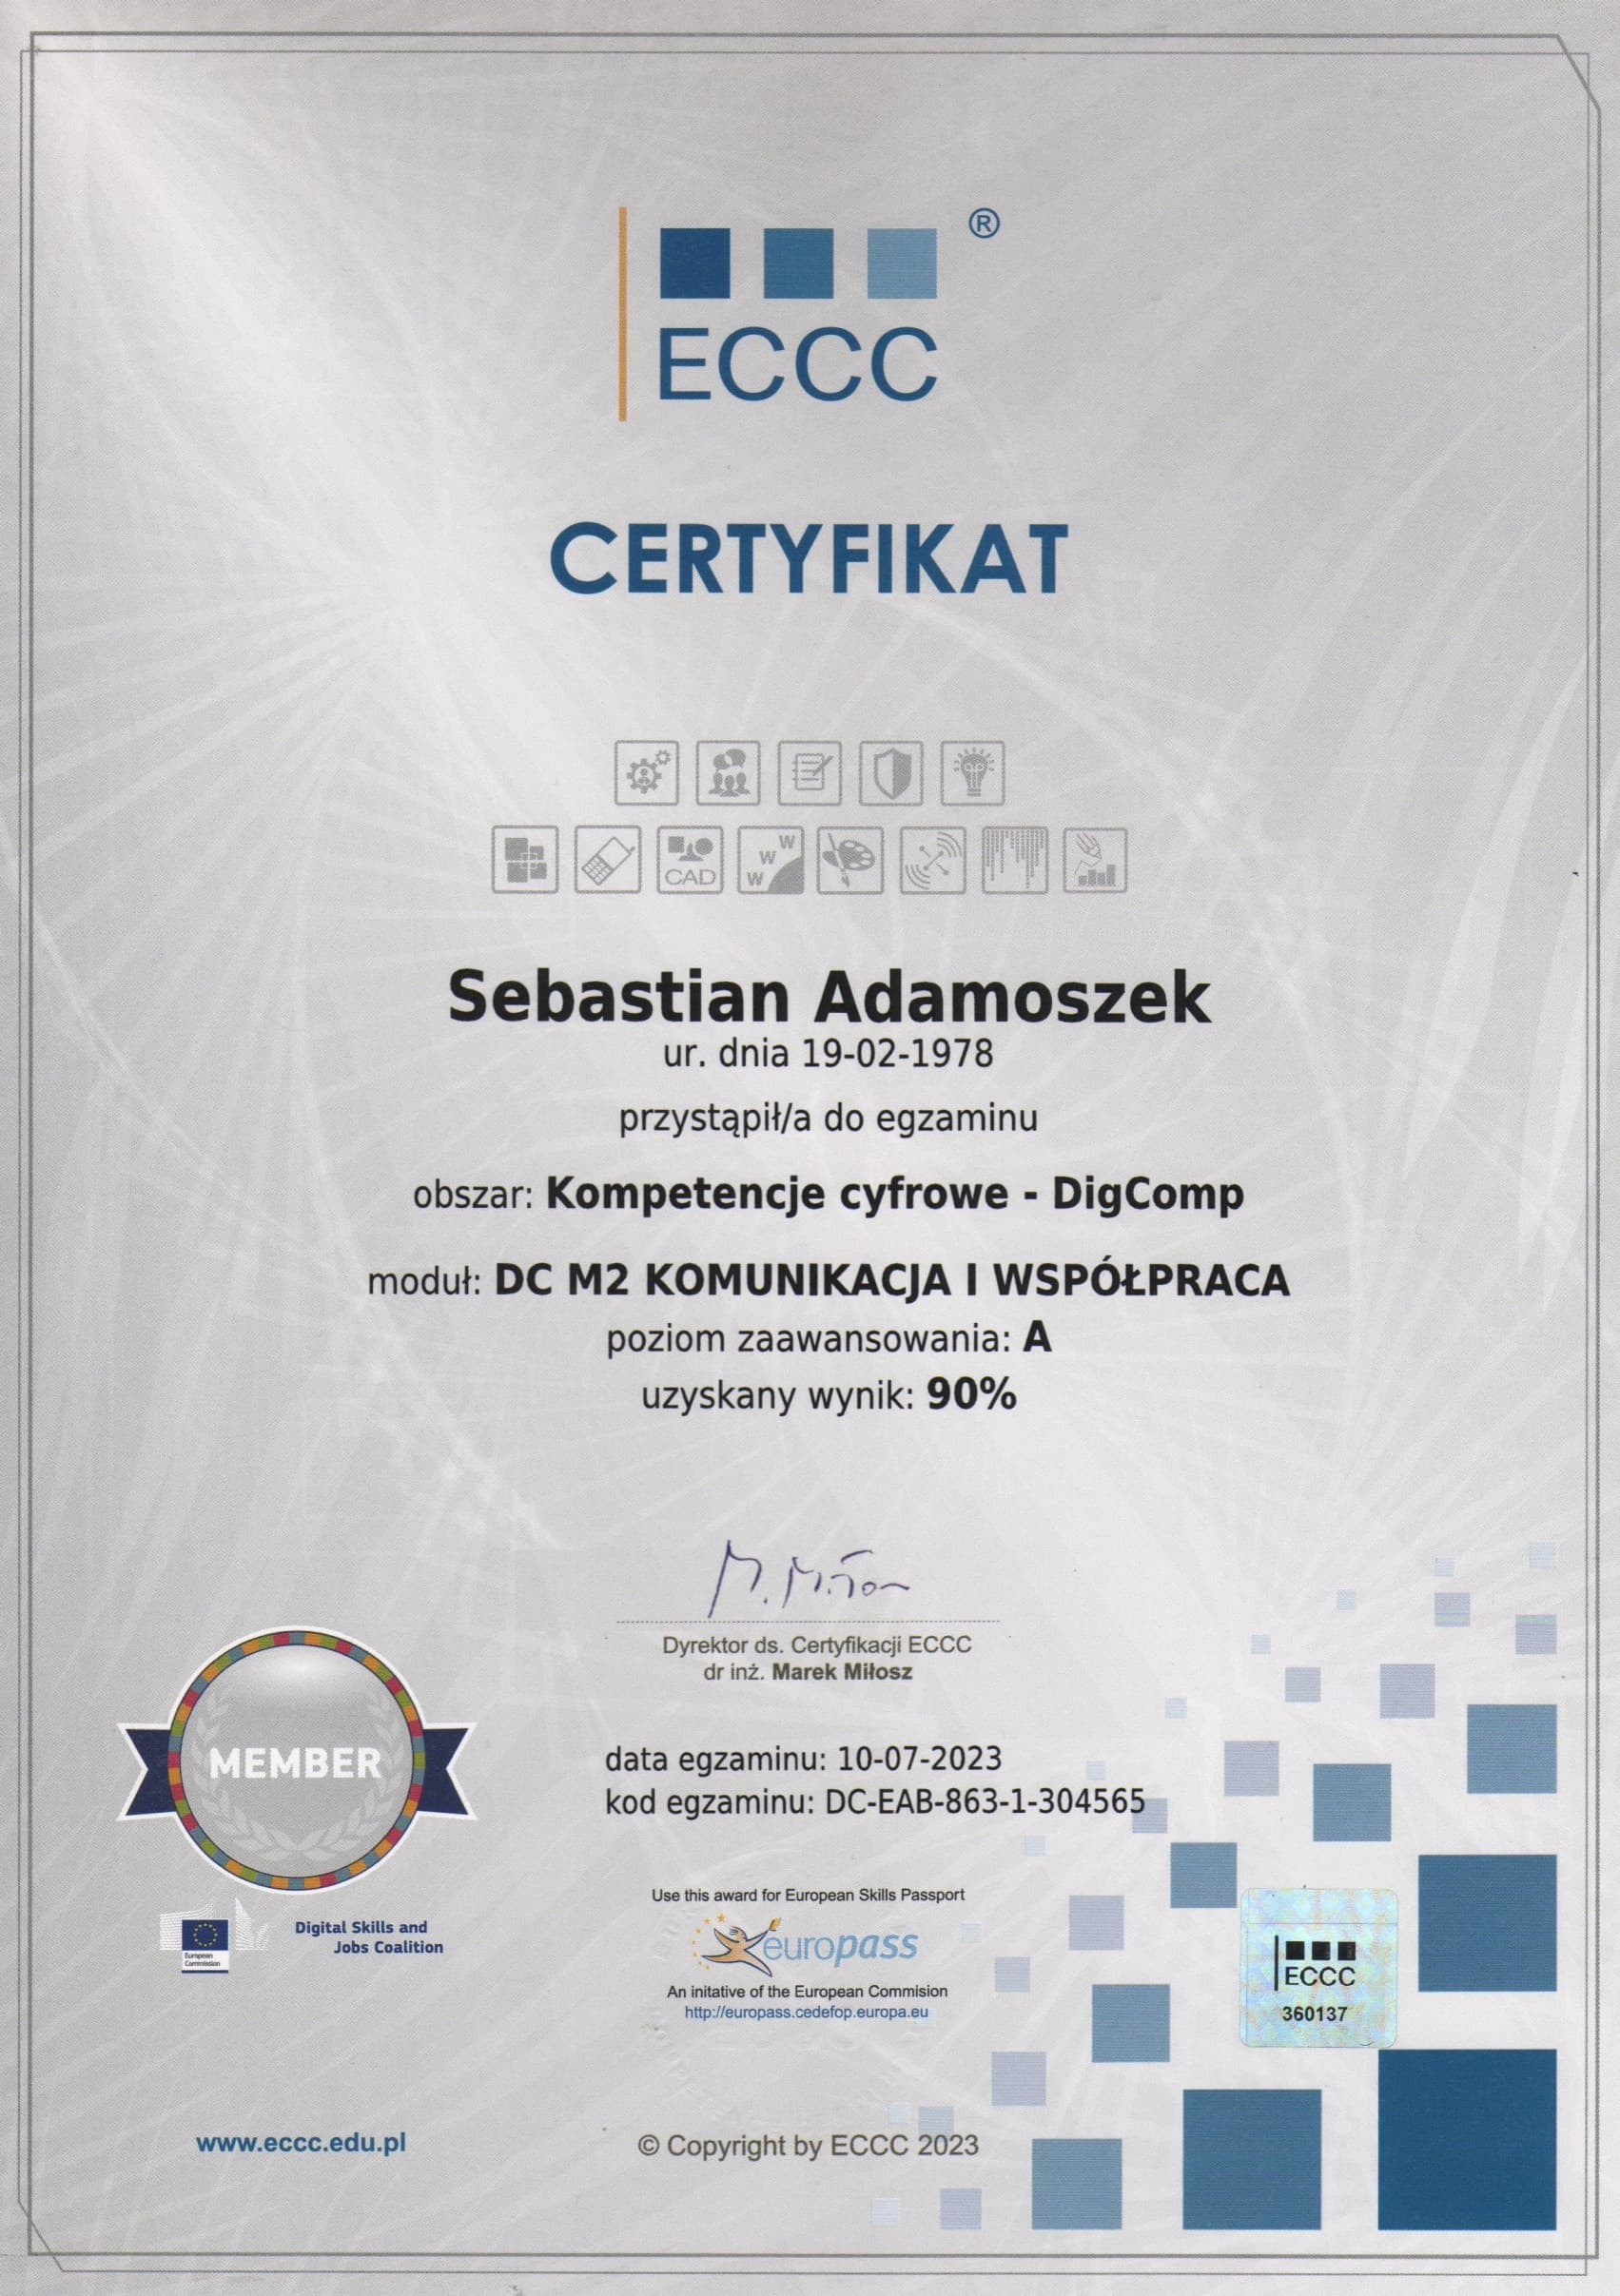 ®
ECCC
CERTYFIKAT
CAD
W W W
Sebastian Adamoszek
ur. dnia 19-02-1978
przystąpił/a do egzaminu
obszar: Kompetencje cyfrowe - DigComp
moduł: DC M2 KOMUNIKACJA I WSPÓŁPRACA
poziom zaawansowania: A
uzyskany wynik: 90%
Dyrektor ds. Certyfikacji ECCC
dr inż. Marek Miłosz
MEMBER
European
Commission
Digital Skills and
Jobs Coalition
data egzaminu: 10-07-2023
kod egzaminu: DC-EAB-863-1-304565
Use this award for European Skills Passport
europass
An initative of the European Commision
http://europass.cedefop.europa.eu
ECCC
360137
www.eccc.edu.pl
© Copyright by ECCC 2023